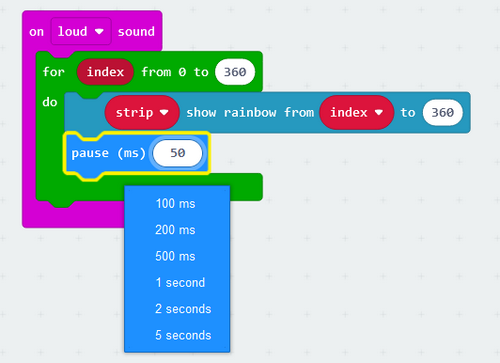 on loud sound
for index from 0 to 360
do strip show rainbow from index to 360
pause (ms) 50
100 ms
200 ms
500 ms
1 second
2 seconds
5 seconds